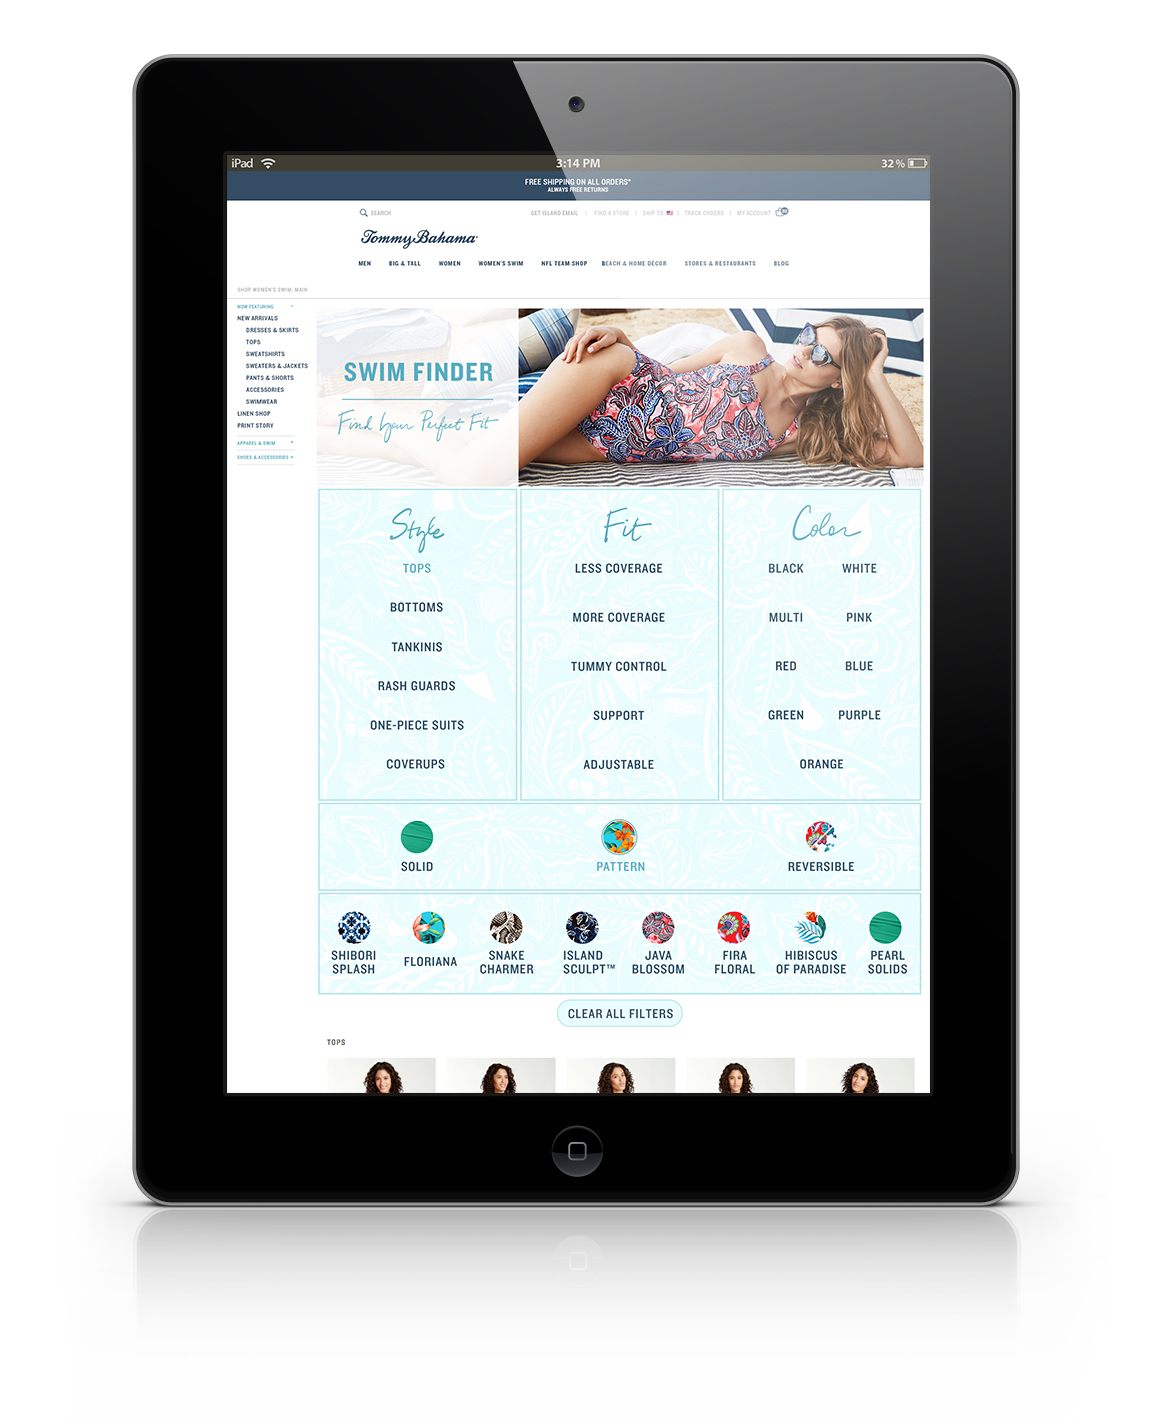 iPad 3:14 PM 32 %
FREE SHIPPING ON ALL ORDERS*
ALWAYS FREE RETURNS
SEARCH GET ISLAND EMAIL | FIND A STORE | SHIP TO: | TRACK ORDERS | MY ACCOUNT
Tommy Bahama
MEN BIG & TALL WOMEN WOMEN'S SWIM NFL TEAM SHOP BEACH & HOME DÉCOR STORES & RESTAURANTS BLOG
SHOP WOMEN'S SWIM: MAIN
NOW FEATURING
NEW ARRIVALS
DRESSES & SKIRTS
TOPS
SWEATSHIRTS
SWEATERS & JACKETS
PANTS & SHORTS
ACCESSORIES
SWIMWEAR
LINEN SHOP
PRINT STORY
APPAREL & SWIM
SHOES & ACCESSORIES
SWIM FINDER
Find Your Perfect Fit
Style
TOPS
BOTTOMS
TANKINIS
RASH GUARDS
ONE-PIECE SUITS
COVERUPS
Fit
LESS COVERAGE
MORE COVERAGE
TUMMY CONTROL
SUPPORT
ADJUSTABLE
Color
BLACK WHITE
MULTI PINK
RED BLUE
GREEN PURPLE
ORANGE
SOLID PATTERN REVERSIBLE
SHIBORI
SPLASH
FLORIANA
SNAKE
CHARMER
ISLAND
SCULPT™
JAVA
BLOSSOM
FIRA
FLORAL
HIBISCUS
OF PARADISE
PEARL
SOLIDS
CLEAR ALL FILTERS
TOPS